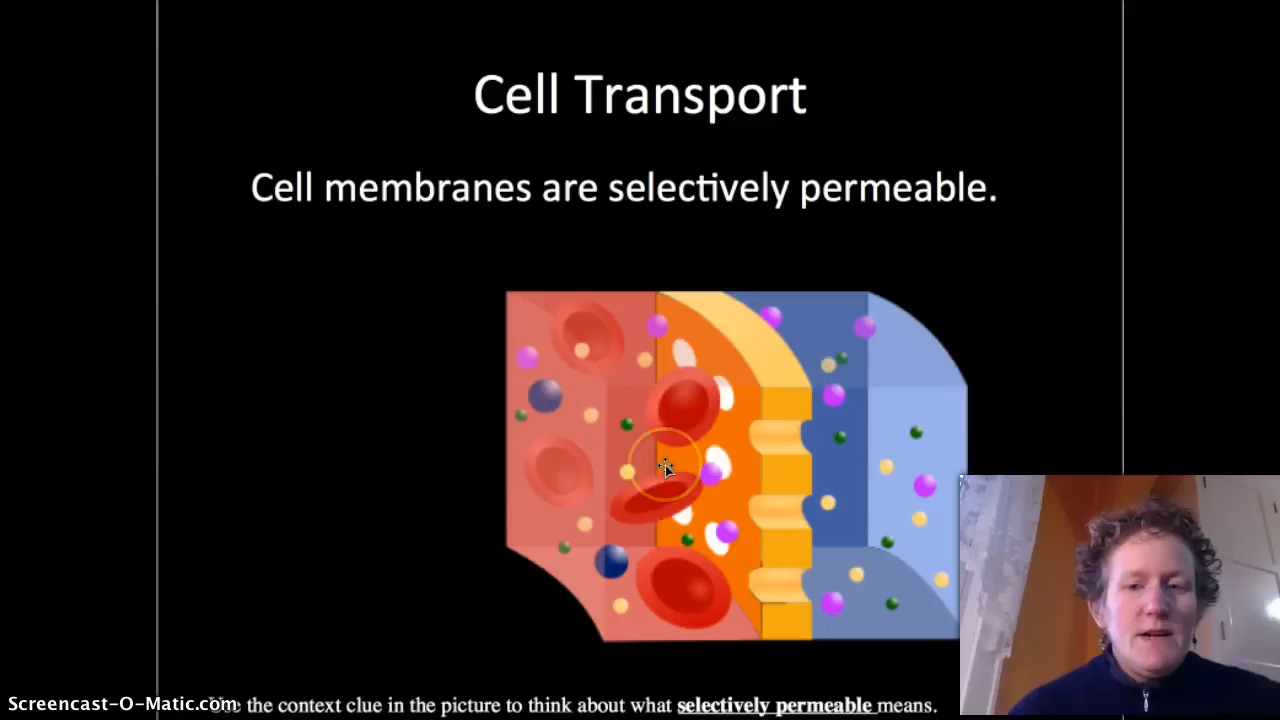 Cell Transport
Cell membranes are selectively permeable.
Use the context clue in the picture to think about what selectively permeable means.
Screencast-O-Matic.com